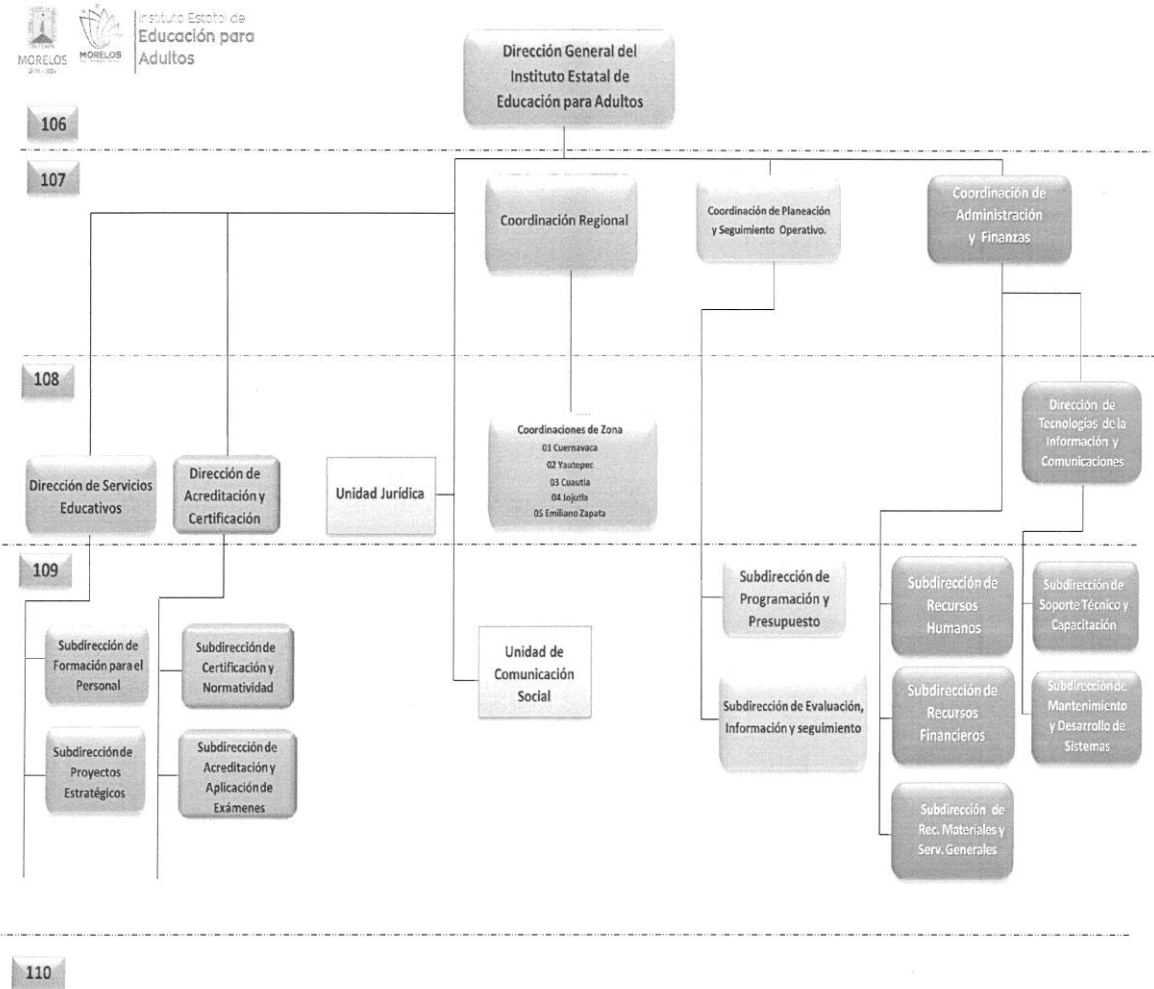 Instituto Estatal de
Educación para
Adultos
MORELOS
MORELOS
Dirección General del
Instituto Estatal de
Educación para Adultos
106
107
Coordinación Regional
Coordinación de Planeación
y Seguimiento Operativo.
Coordinación de
Administración
y Finanzas
108
Dirección de Servicios
Educativos
Dirección de
Acreditación y
Certificación
Unidad Jurídica
Coordinaciones de Zona
01 Cuernavaca
02 Yautepec
03 Cuautla
04 Jojutla
05 Emiliano Zapata
Dirección de
Tecnologías de la
Información y
Comunicaciones
109
Subdirección de
Formación para el
Personal
Subdirección de
Proyectos
Estratégicos
Subdirección de
Certificación y
Normatividad
Subdirección de
Acreditación y
Aplicación de
Exámenes
Unidad de
Comunicación
Social
Subdirección de
Programación y
Presupuesto
Subdirección de Evaluación,
Información y seguimiento
Subdirección de
Recursos
Humanos
Subdirección de
Recursos
Financieros
Subdirección de
Rec. Materiales y
Serv. Generales
Subdirección de
Soporte Técnico y
Capacitación
Subdirección de
Mantenimiento
y Desarrollo de
Sistemas
110